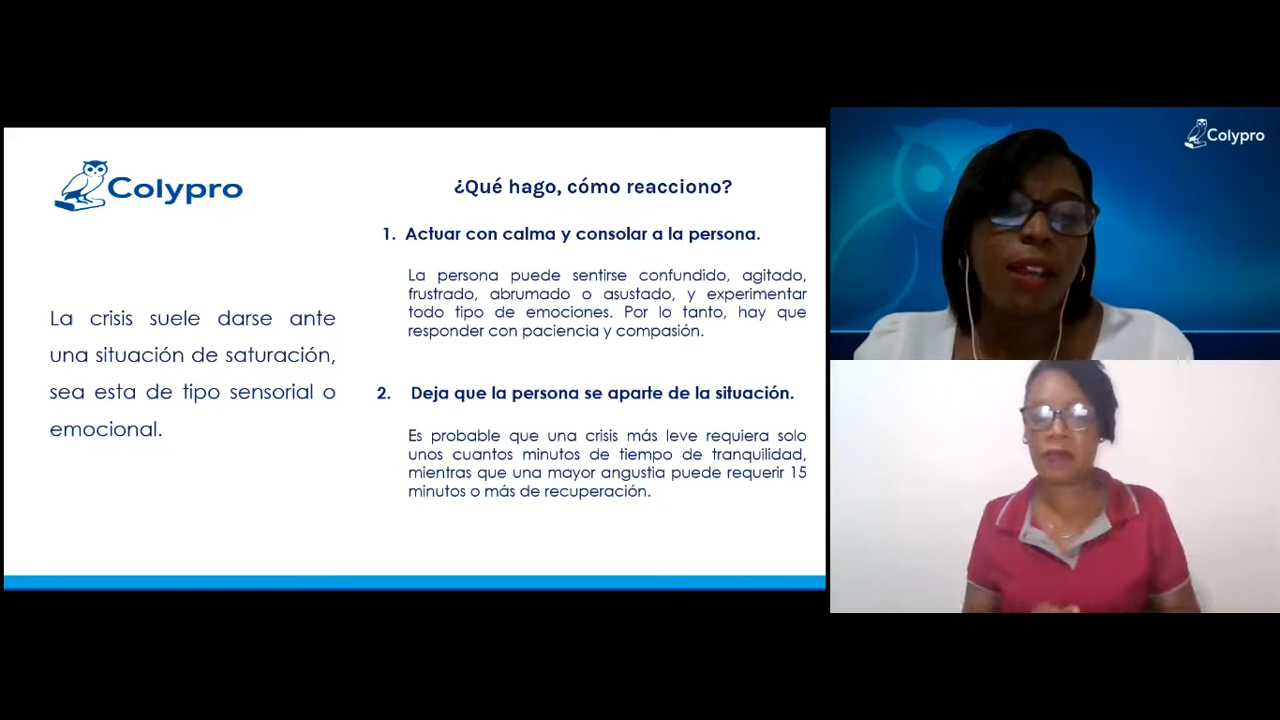 Colypro
La crisis suele darse ante
una situación de saturación,
sea esta de tipo sensorial o
emocional.
¿Qué hago, cómo reacciono?
1. Actuar con calma y consolar a la persona.
La persona puede sentirse confundido, agitado,
frustrado, abrumado o asustado, y experimentar
todo tipo de emociones. Por lo tanto, hay que
responder con paciencia y compasión.
2. Deja que la persona se aparte de la situación.
Es probable que una crisis más leve requiera solo
unos cuantos minutos de tiempo de tranquilidad,
mientras que una mayor angustia puede requerir 15
minutos o más de recuperación.
Colypro